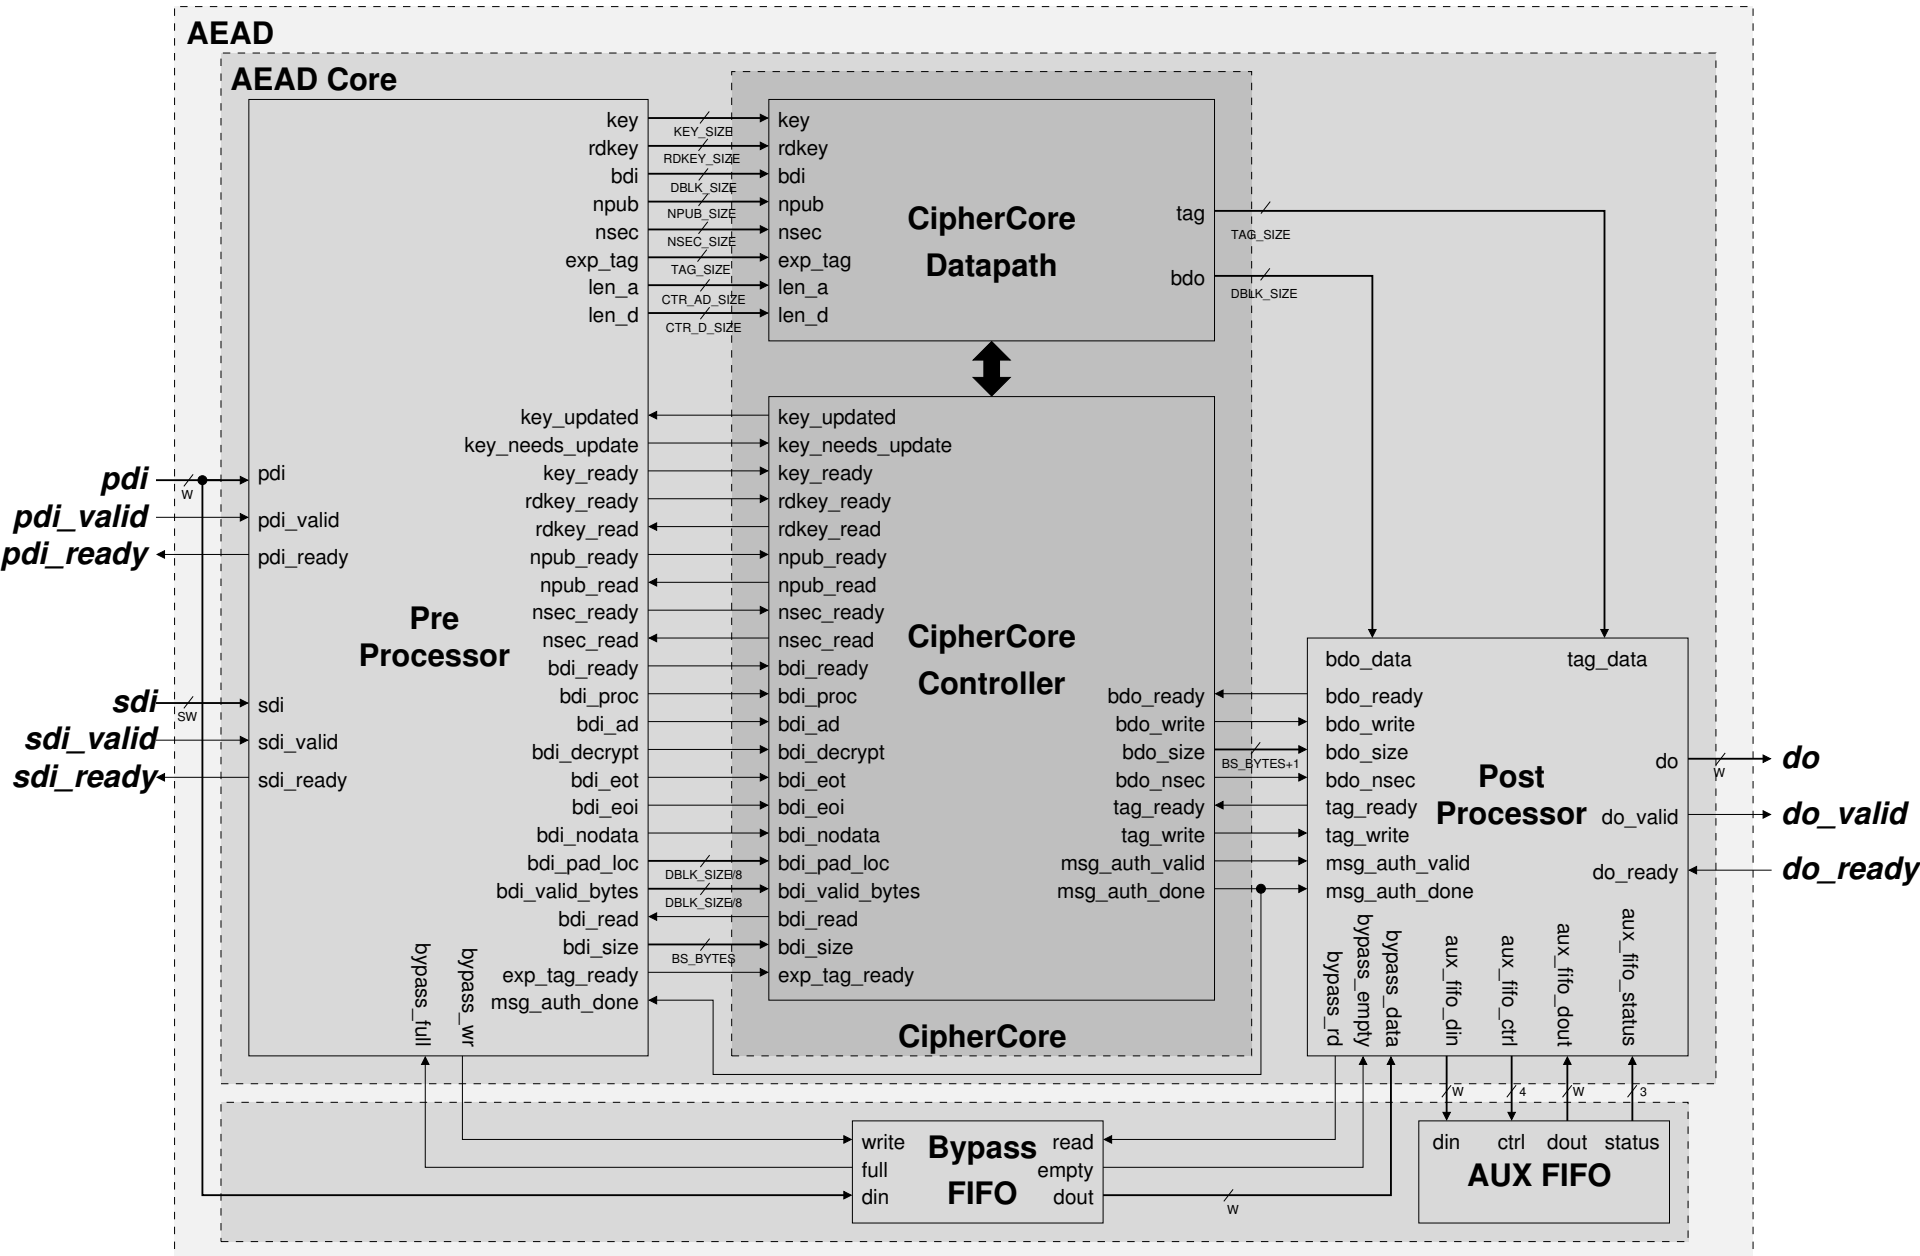 AEAD
AEAD Core
key
rdkey
bdi
npub
nsec
exp_tag
len_a
len_d
KEY_SIZE
RDKEY_SIZE
DBLK_SIZE
NPUB_SIZE
NSEC_SIZE
TAG_SIZE
CTR_AD_SIZE
CTR_D_SIZE
key
rdkey
bdi
npub
nsec
exp_tag
len_a
len_d
CipherCore
Datapath
tag
bdo
TAG_SIZE
DBLK_SIZE
pdi
W
pdi_valid
pdi_ready
sdi
SW
sdi_valid
sdi_ready
pdi
pdi_valid
pdi_ready
sdi
sdi_valid
sdi_ready
Pre
Processor
key_updated
key_needs_update
key_ready
rdkey_ready
rdkey_read
npub_ready
npub_read
nsec_ready
nsec_read
bdi_ready
bdi_proc
bdi_ad
bdi_decrypt
bdi_eot
bdi_eoi
bdi_nodata
bdi_pad_loc
bdi_valid_bytes
bdi_read
bdi_size
exp_tag_ready
msg_auth_done
bypass_full
bypass_wr
DBLK_SIZE/8
DBLK_SIZE/8
BS_BYTES
key_updated
key_needs_update
key_ready
rdkey_ready
rdkey_read
npub_ready
npub_read
nsec_ready
nsec_read
bdi_ready
bdi_proc
bdi_ad
bdi_decrypt
bdi_eot
bdi_eoi
bdi_nodata
bdi_pad_loc
bdi_valid_bytes
bdi_read
bdi_size
exp_tag_ready
CipherCore
Controller
bdo_ready
bdo_write
bdo_size
bdo_nsec
tag_ready
tag_write
msg_auth_valid
msg_auth_done
CipherCore
BS_BYTES+1
bdo_data
tag_data
bdo_ready
bdo_write
bdo_size
bdo_nsec
tag_ready
tag_write
msg_auth_valid
msg_auth_done
Post
Processor
do
do_valid
do_ready
W
do
do_valid
do_ready
bypass_rd
bypass_empty
bypass_data
aux_fifo_din
aux_fifo_ctrl
aux_fifo_dout
aux_fifo_status
W
4
W
3
write
full
din
Bypass
FIFO
read
empty
dout
W
din
ctrl
dout
status
AUX FIFO